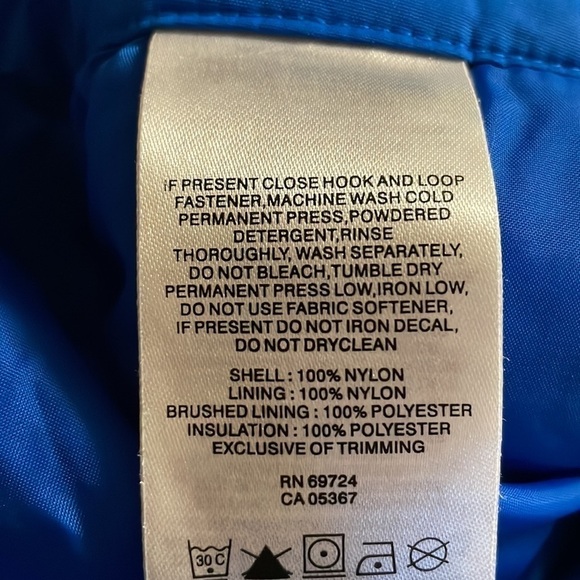 IF PRESENT CLOSE HOOK AND LOOP
FASTENER,MACHINE WASH COLD
PERMANENT PRESS,POWDERED
DETERGENT,RINSE
THOROUGHLY, WASH SEPARATELY,
DO NOT BLEACH,TUMBLE DRY
PERMANENT PRESS LOW,IRON LOW,
DO NOT USE FABRIC SOFTENER,
IF PRESENT DO NOT IRON DECAL,
DO NOT DRYCLEAN
SHELL : 100% NYLON
LINING : 100% NYLON
BRUSHED LINING : 100% POLYESTER
INSULATION : 100% POLYESTER
EXCLUSIVE OF TRIMMING
RN 69724
CA 05367
30 C